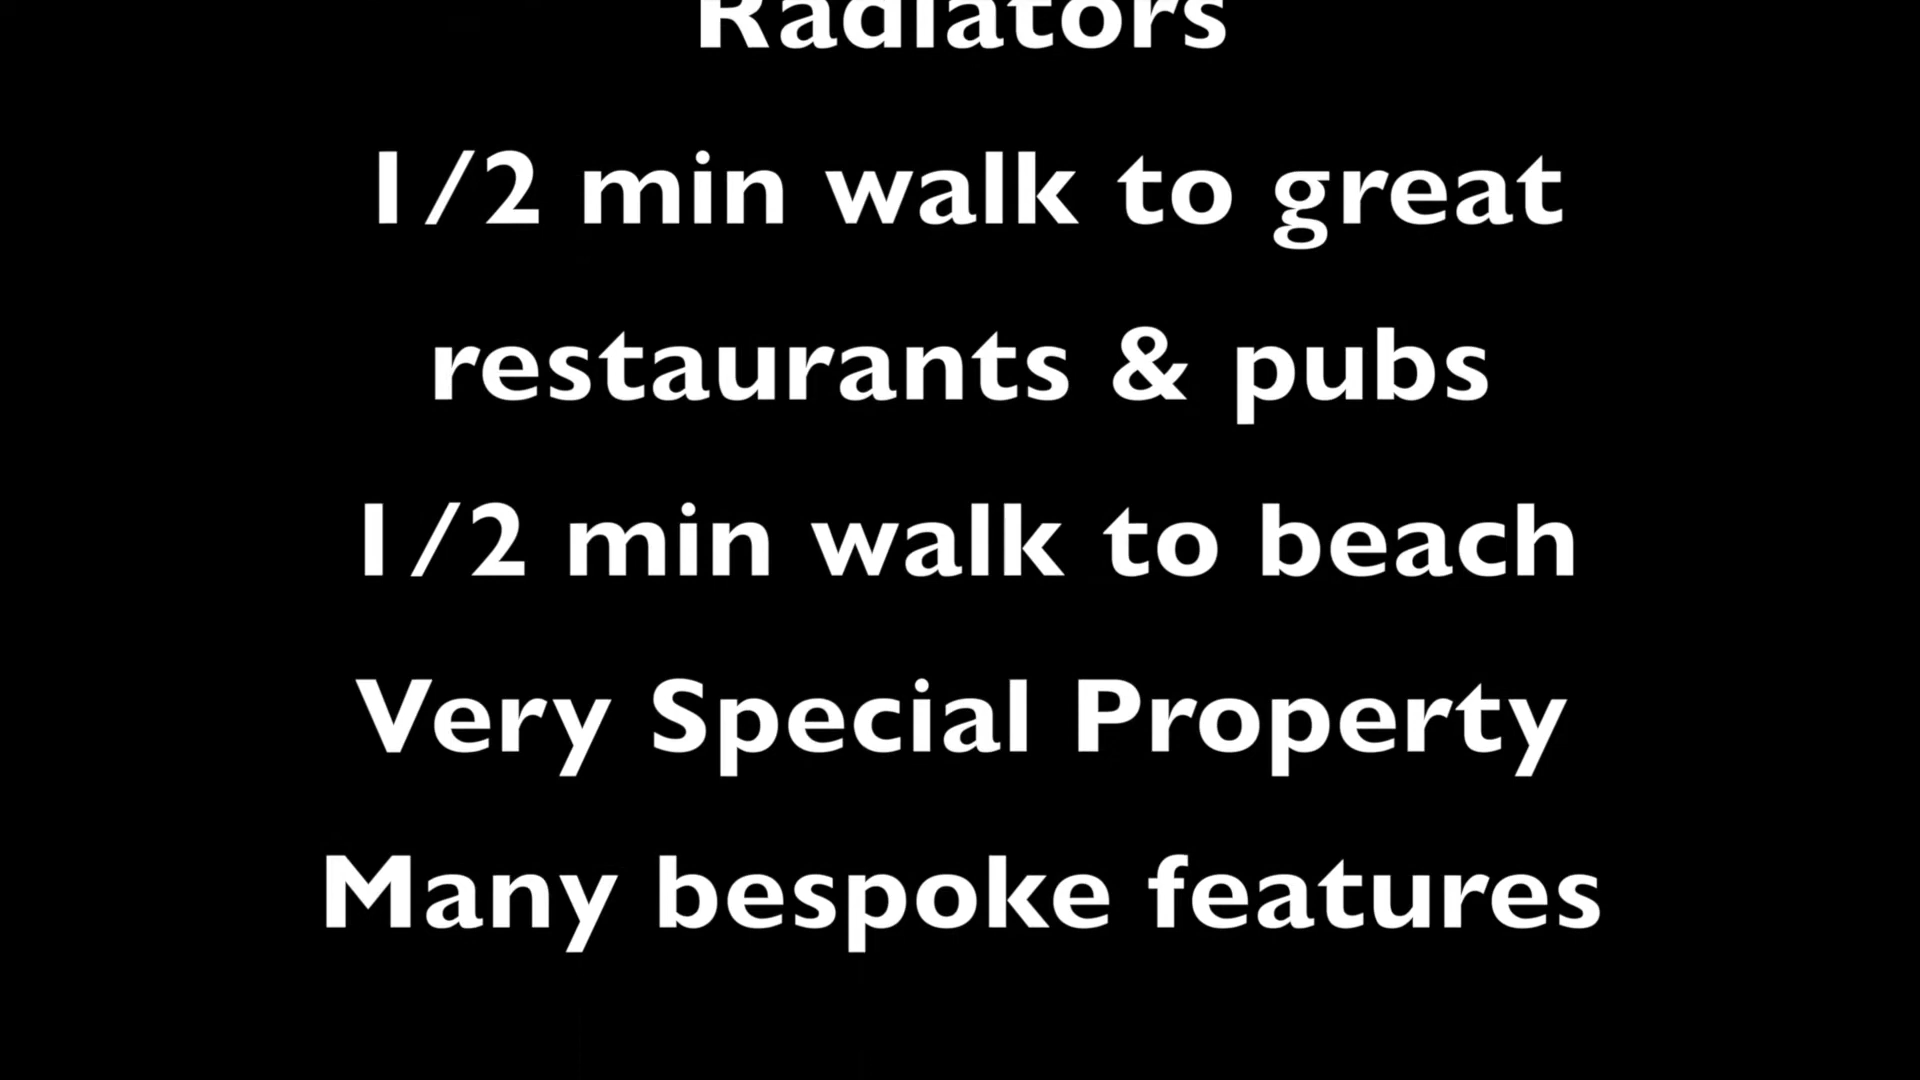 Radiators
1/2 min walk to great
restaurants & pubs
1/2 min walk to beach
Very Special Property
Many bespoke features